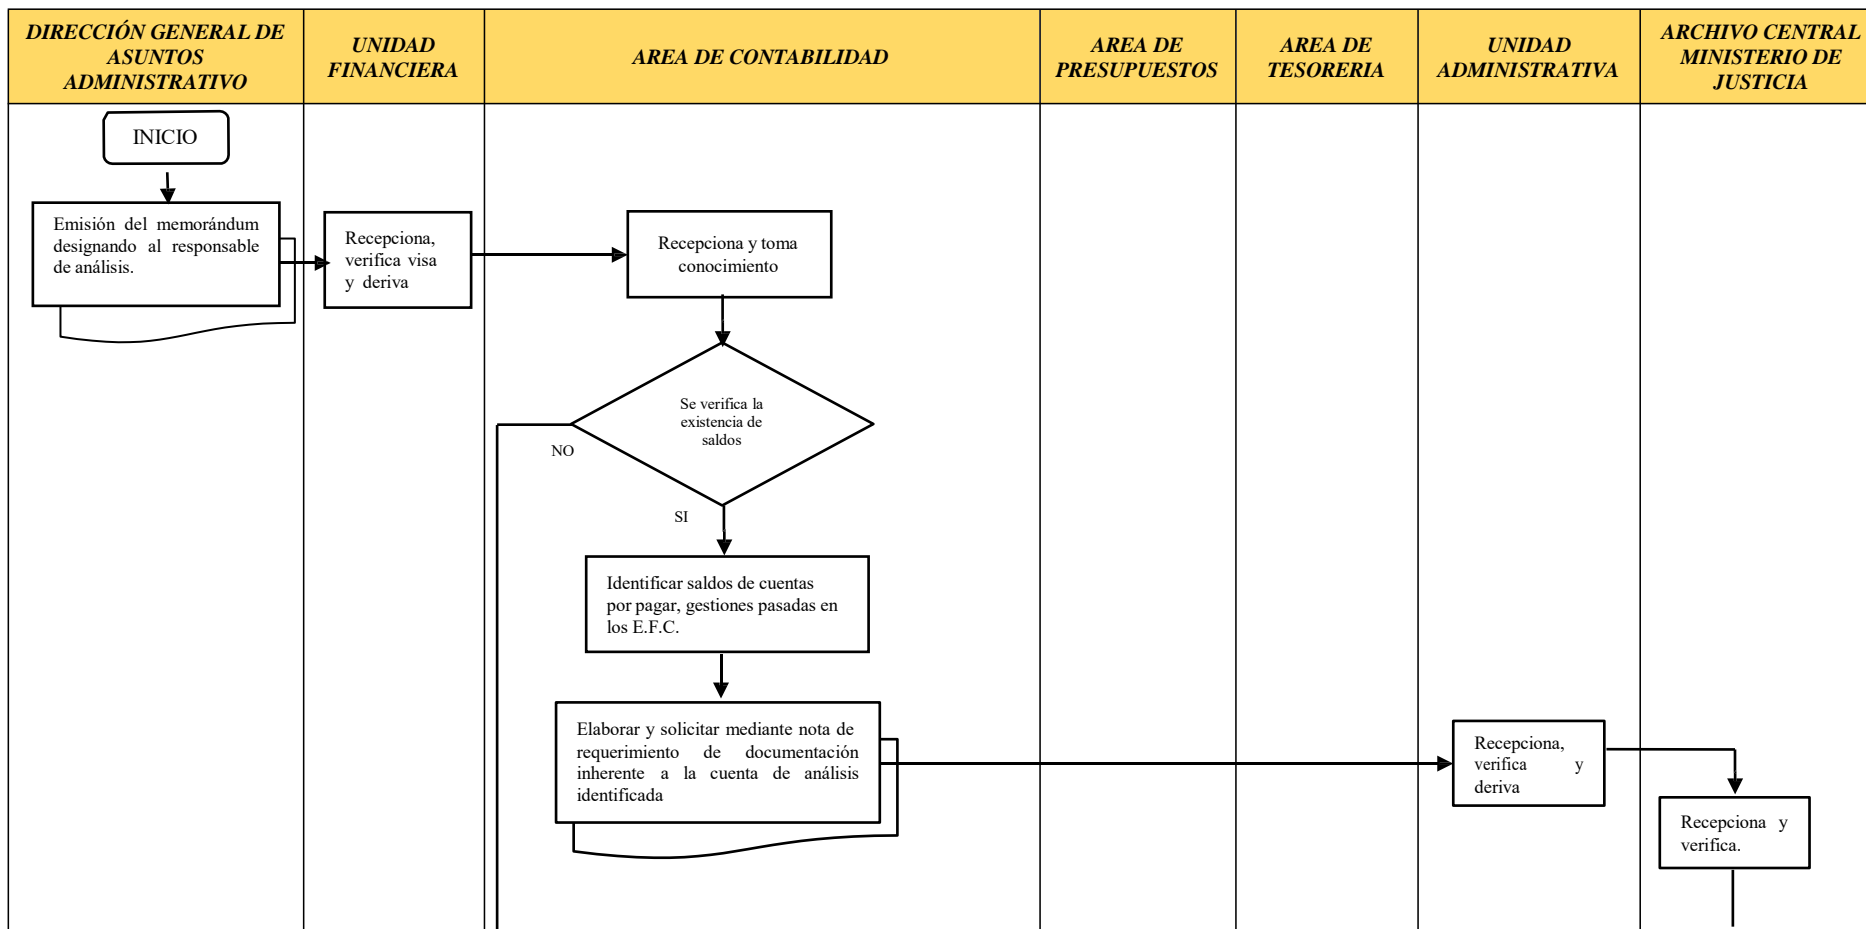 DIRECCIÓN GENERAL DE
ASUNTOS
ADMINISTRATIVO
UNIDAD
FINANCIERA
AREA DE CONTABILIDAD
AREA DE
PRESUPUESTOS
AREA DE
TESORERIA
UNIDAD
ADMINISTRATIVA
ARCHIVO CENTRAL
MINISTERIO DE
JUSTICIA
INICIO
Emisión del memorándum
designando al responsable
de análisis.
Recepciona,
verifica visa
y deriva
Recepciona y toma
conocimiento
Se verifica la
existencia de
saldos
NO
SI
Identificar saldos de cuentas
por pagar, gestiones pasadas en
los E.F.C.
Elaborar y solicitar mediante nota de
requerimiento de documentación
inherente a la cuenta de análisis
identificada
Recepciona,
verifica y
deriva
Recepciona y
verifica.